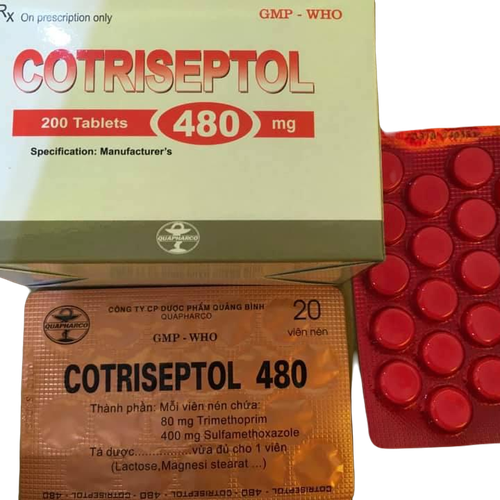 Rx On prescription only
GMP - WHO
COTRISEPTOL
200 Tablets 480 mg
Specification: Manufacturer's
QUAPHARCO
CÔNG TY CP DƯỢC PHẨM QUẢNG BÌNH
QUAPHARCO
QUAPHARCO
20
viên nén
GMP - WHO
COTRISEPTOL 480
Thành phần: Mỗi viên nén chứa:
80 mg Trimethoprim
400 mg Sulfamethoxazole
Tá dược...............vừa đủ cho 1 viên
(Lactose,Magnesi stearat ...)
480 - COTRISEPTOL - 480 - COTRISEPTOL - 480